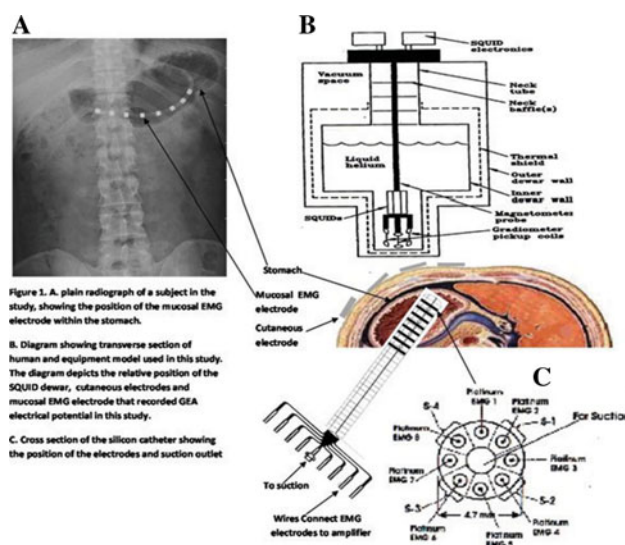 A
B
SQUID
electronics
Vacuum
space
Neck
tube
Neck
baffle(s)
Liquid
helium
Thermal
shield
Outer
dewar wall
Inner
dewar wall
SQUIDs
Magnetometer
probe
Gradiometer
pickup coils
Stomach
Mucosal EMG
electrode
Cutaneous
electrode
Figure 1. A. plain radiograph of a subject in the
study, showing the position of the mucosal EMG
electrode within the stomach.
B. Diagram showing transverse section of
human and equipment model used in this study.
The diagram depicts the relative position of the
SQUID dewar, cutaneous electrodes and
mucosal EMG electrode that recorded GEA
electrical potential in this study.
C. Cross section of the silicon catheter showing
the position of the electrodes and suction outlet
To suction
Wires Connect EMG
electrodes to amplifier
C
Platinum
EMG 1
Platinum
EMG 2
For Suction
S-4
S-1
Platinum
EMG 8
Platinum
EMG 3
Platinum
EMG 7
S-3
S-2
4.7 mm
Platinum
EMG 4
Platinum
EMG 6
Platinum
EMG 5